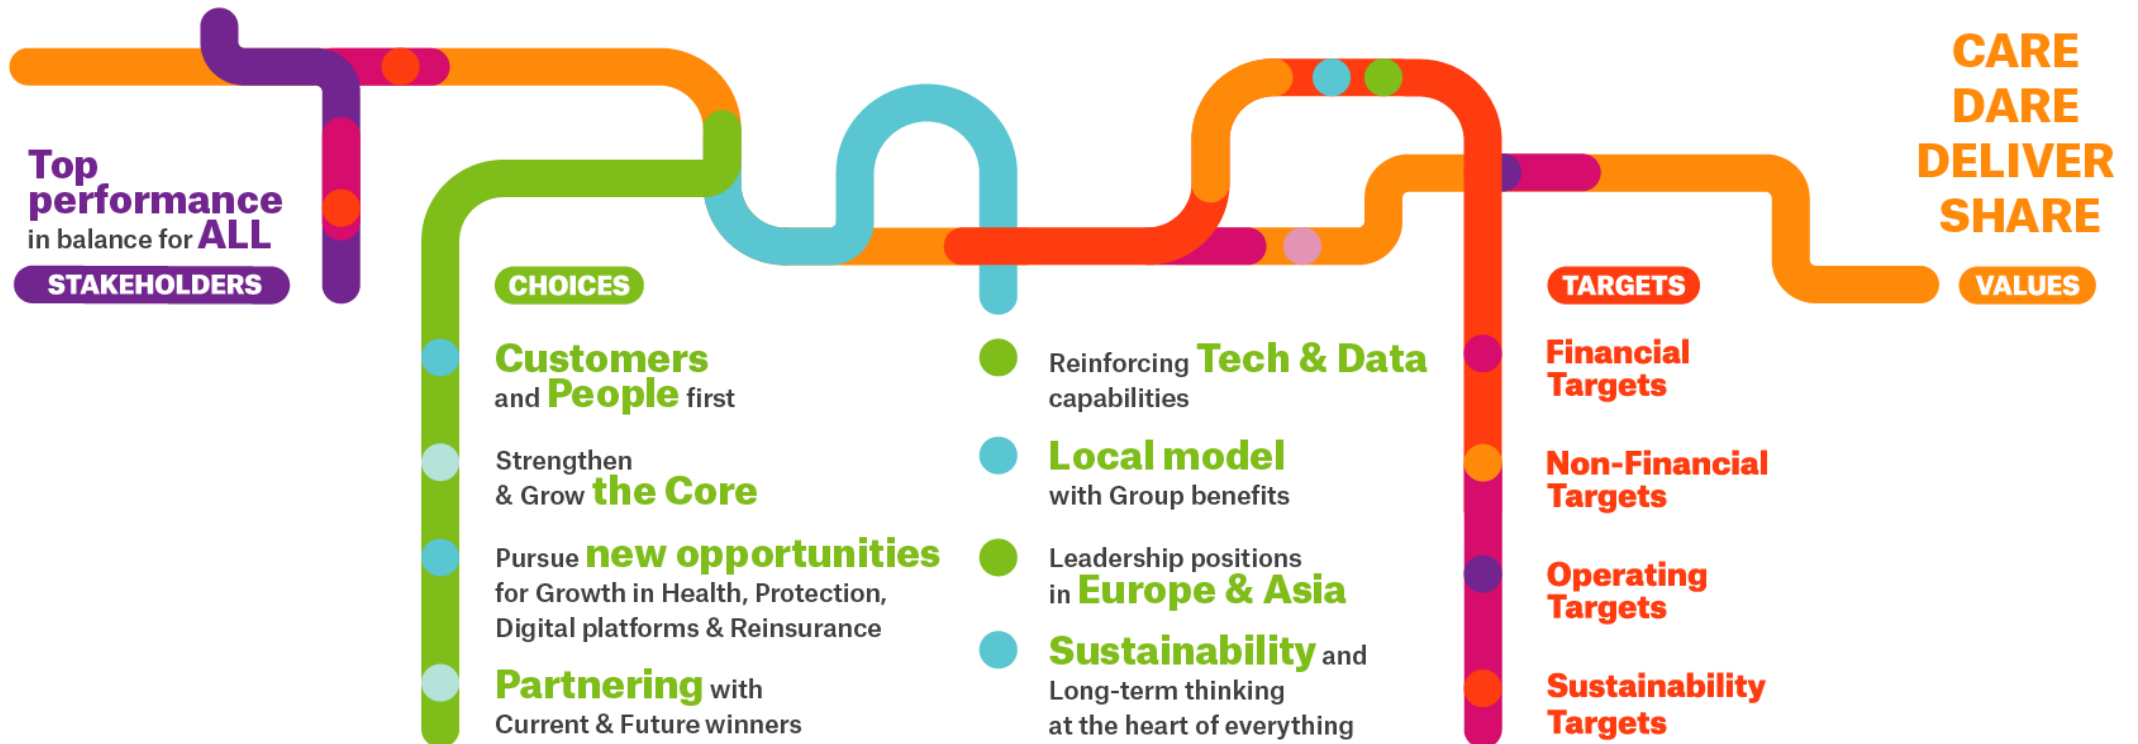 Top
performance
in balance for ALL
STAKEHOLDERS
CHOICES
Customers
and People first
Strengthen
& Grow the Core
Pursue new opportunities
for Growth in Health, Protection,
Digital platforms & Reinsurance
Partnering with
Current & Future winners
Reinforcing Tech & Data
capabilities
Local model
with Group benefits
Leadership positions
in Europe & Asia
Sustainability and
Long-term thinking
at the heart of everything
TARGETS
Financial
Targets
Non-Financial
Targets
Operating
Targets
Sustainability
Targets
CARE
DARE
DELIVER
SHARE
VALUES